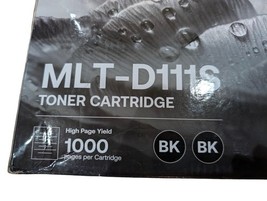 MLT-D111S
TONER CARTRIDGE
High Page Yield
1000
pages per Cartridge
BK BK